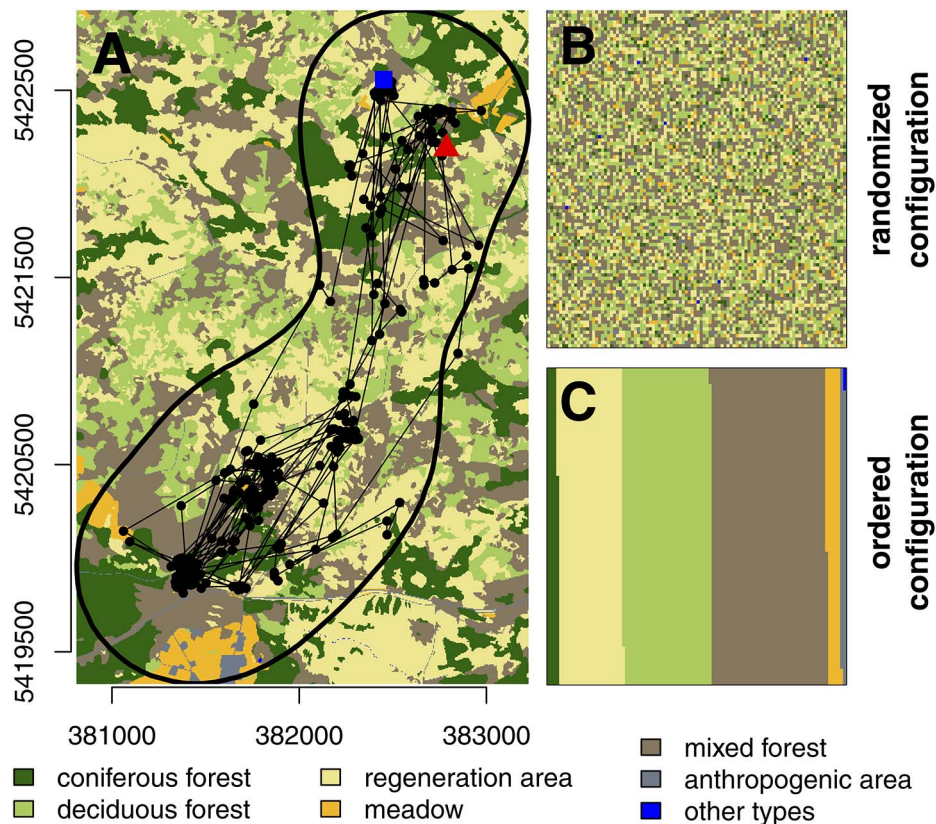 A
B
C
5422500
5421500
5420500
5419500
381000
382000
383000
randomized
configuration
ordered
configuration
coniferous forest
deciduous forest
regeneration area
meadow
mixed forest
anthropogenic area
other types